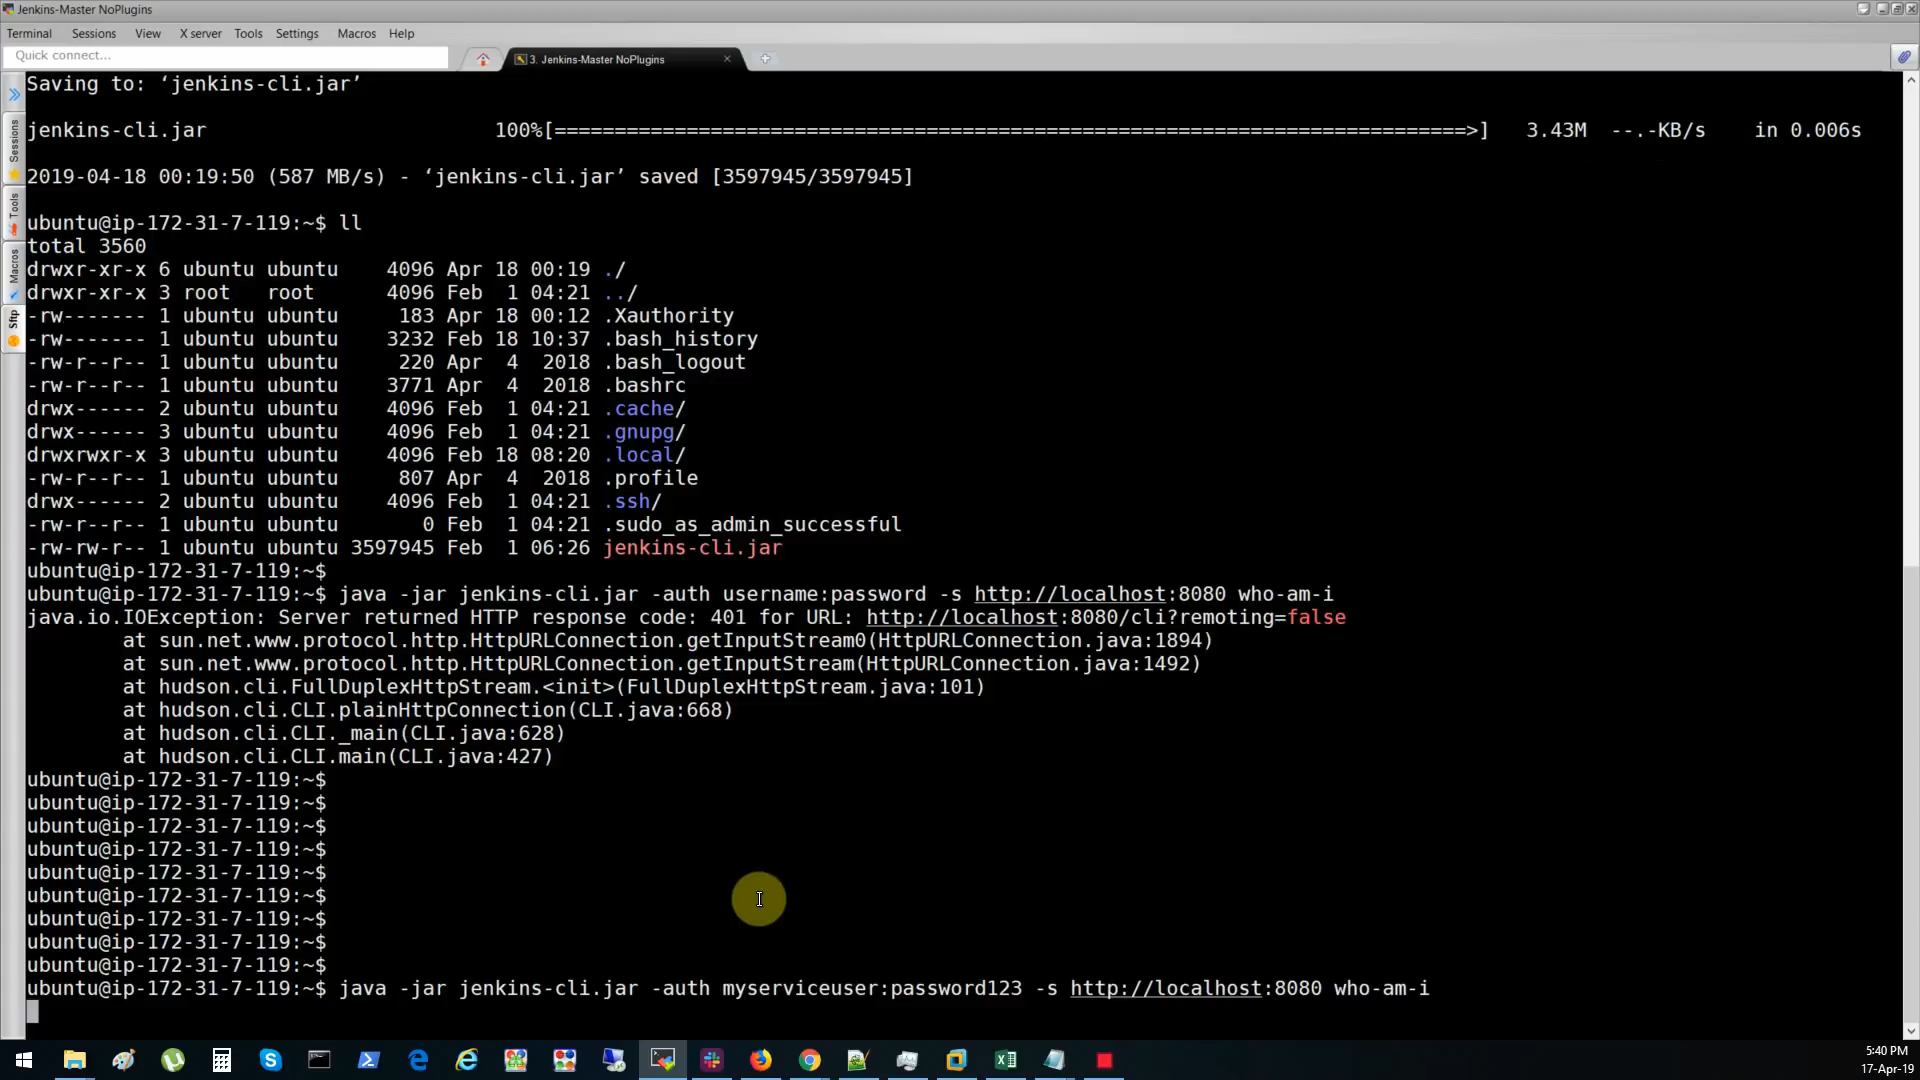 Jenkins-Master NoPlugins
Terminal Sessions View X server Tools Settings Macros Help
Quick connect...
3. Jenkins-Master NoPlugins
Sessions
Tools
Macros
Sftp
Saving to: ‘jenkins-cli.jar’
jenkins-cli.jar 100%[============================================================================>] 3.43M --.-KB/s in 0.006s
2019-04-18 00:19:50 (587 MB/s) - ‘jenkins-cli.jar’ saved [3597945/3597945]
ubuntu@ip-172-31-7-119:~$ ll
total 3560
drwxr-xr-x 6 ubuntu ubuntu 4096 Apr 18 00:19 ./
drwxr-xr-x 3 root root 4096 Feb 1 04:21 ../
-rw------- 1 ubuntu ubuntu 183 Apr 18 00:12 .Xauthority
-rw------- 1 ubuntu ubuntu 3232 Feb 18 10:37 .bash_history
-rw-r--r-- 1 ubuntu ubuntu 220 Apr 4 2018 .bash_logout
-rw-r--r-- 1 ubuntu ubuntu 3771 Apr 4 2018 .bashrc
drwx------ 2 ubuntu ubuntu 4096 Feb 1 04:21 .cache/
drwx------ 3 ubuntu ubuntu 4096 Feb 1 04:21 .gnupg/
drwxrwxr-x 3 ubuntu ubuntu 4096 Feb 18 08:20 .local/
-rw-r--r-- 1 ubuntu ubuntu 807 Apr 4 2018 .profile
drwx------ 2 ubuntu ubuntu 4096 Feb 1 04:21 .ssh/
-rw-r--r-- 1 ubuntu ubuntu 0 Feb 1 04:21 .sudo_as_admin_successful
-rw-rw-r-- 1 ubuntu ubuntu 3597945 Feb 1 06:26 jenkins-cli.jar
ubuntu@ip-172-31-7-119:~$
ubuntu@ip-172-31-7-119:~$ java -jar jenkins-cli.jar -auth username:password -s http://localhost:8080 who-am-i
java.io.IOException: Server returned HTTP response code: 401 for URL: http://localhost:8080/cli?remoting=false
at sun.net.www.protocol.http.HttpURLConnection.getInputStream0(HttpURLConnection.java:1894)
at sun.net.www.protocol.http.HttpURLConnection.getInputStream(HttpURLConnection.java:1492)
at hudson.cli.FullDuplexHttpStream.<init>(FullDuplexHttpStream.java:101)
at hudson.cli.CLI.plainHttpConnection(CLI.java:668)
at hudson.cli.CLI._main(CLI.java:628)
at hudson.cli.CLI.main(CLI.java:427)
ubuntu@ip-172-31-7-119:~$
ubuntu@ip-172-31-7-119:~$
ubuntu@ip-172-31-7-119:~$
ubuntu@ip-172-31-7-119:~$
ubuntu@ip-172-31-7-119:~$
ubuntu@ip-172-31-7-119:~$
ubuntu@ip-172-31-7-119:~$
ubuntu@ip-172-31-7-119:~$
ubuntu@ip-172-31-7-119:~$
ubuntu@ip-172-31-7-119:~$ java -jar jenkins-cli.jar -auth myserviceuser:password123 -s http://localhost:8080 who-am-i
5:40 PM
17-Apr-19